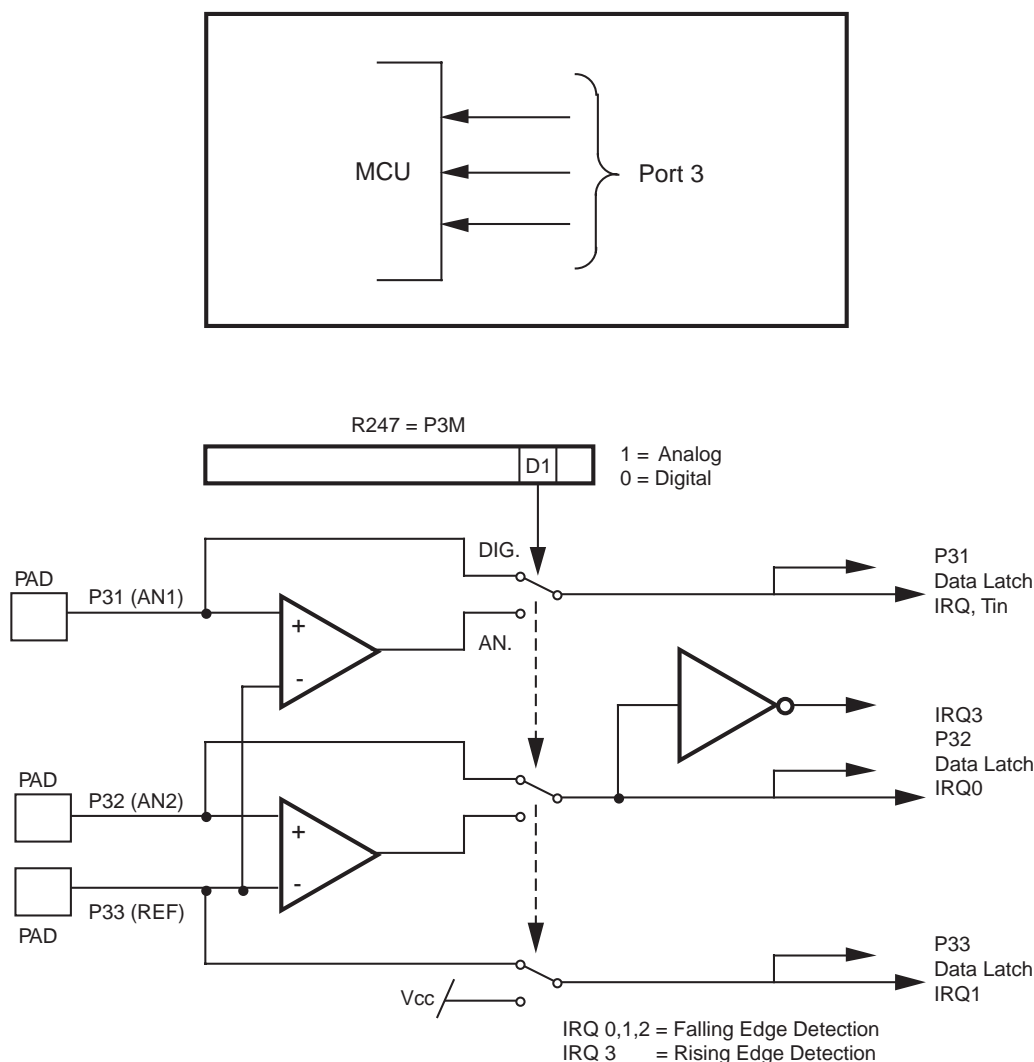 MCU
Port 3
R247 = P3M
D1
1 = Analog
0 = Digital
DIG.
PAD
P31 (AN1)
+
-
AN.
P31
Data Latch
IRQ, Tin
IRQ3
P32
Data Latch
IRQ0
PAD
P32 (AN2)
+
-
P33 (REF)
PAD
Vcc
P33
Data Latch
IRQ1
IRQ 0,1,2 = Falling Edge Detection
IRQ 3 = Rising Edge Detection